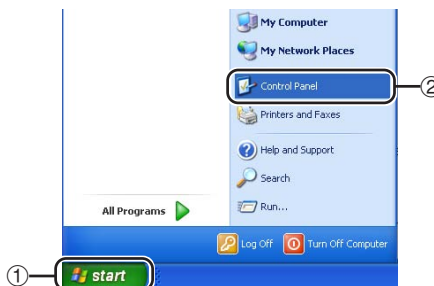 My Computer
My Network Places
Control Panel
②
Printers and Faxes
Help and Support
Search
All Programs
Run...
Log Off
Turn Off Computer
①
start